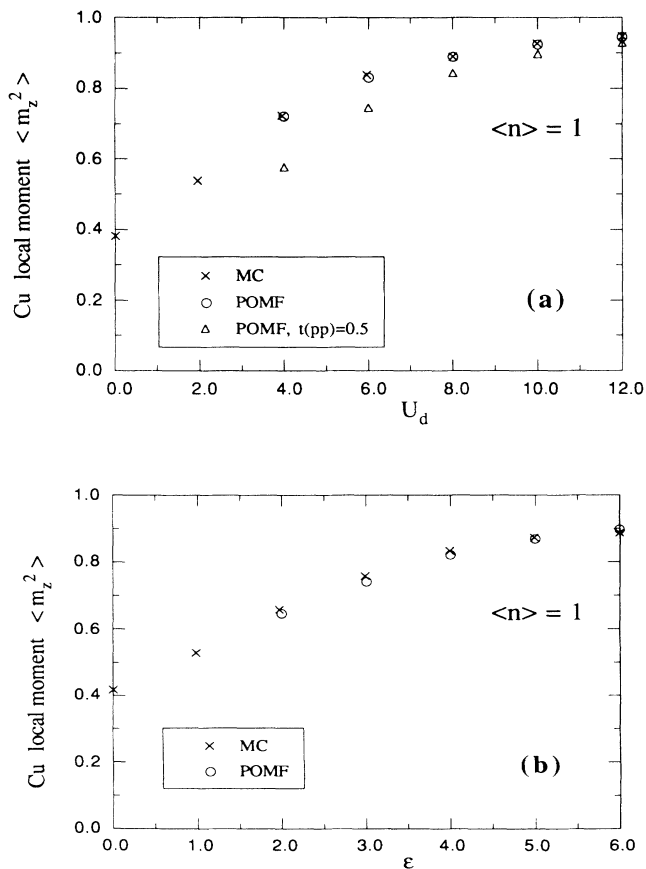 1.0
0.8
0.6
0.4
0.2
0.0
Cu local moment < m_z^2 >
<n> = 1
× MC
○ POMF
△ POMF, t(pp)=0.5
(a)
0.0 2.0 4.0 6.0 8.0 10.0 12.0
U_d
1.0
0.8
0.6
0.4
0.2
0.0
Cu local moment < m_z^2 >
<n> = 1
× MC
○ POMF
(b)
0.0 1.0 2.0 3.0 4.0 5.0 6.0
ε